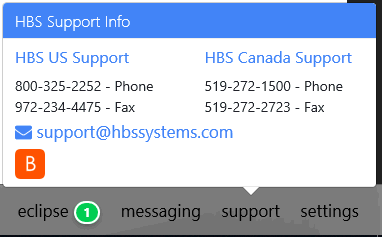 HBS Support Info
HBS US Support
800-325-2252 - Phone
972-234-4475 - Fax
HBS Canada Support
519-272-1500 - Phone
519-272-2723 - Fax
support@hbssystems.com
B
eclipse 1 messaging support settings